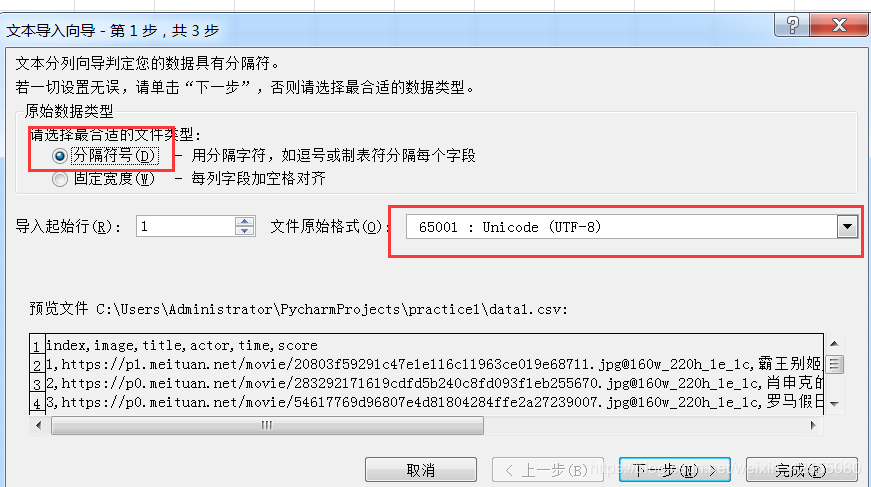 文本导入向导 - 第 1 步，共 3 步
文本分列向导判定您的数据具有分隔符。
若一切设置无误，请单击“下一步”，否则请选择最合适的数据类型。
原始数据类型
请选择最合适的文件类型:
分隔符号(D) - 用分隔字符，如逗号或制表符分隔每个字段
固定宽度(W) - 每列字段加空格对齐
导入起始行(R): 1 文件原始格式(O): 65001 : Unicode (UTF-8)
预览文件 C:\Users\Administrator\PycharmProjects\practice1\data1.csv:
1 index,image,title,actor,time,score
2 1,https://p1.meituan.net/movie/20803f59291c47e1e116c11963ce019e68711.jpg@160w_220h_1e_1c,霸王别姬
3 2,https://p0.meituan.net/movie/283292171619cdfd5b240c8fd093f1eb255670.jpg@160w_220h_1e_1c,肖申克的
4 3,https://p0.meituan.net/movie/54617769d96807e4d81804284ffe2a27239007.jpg@160w_220h_1e_1c,罗马假日
取消 < 上一步(B) 下一步(N) > 完成(F)